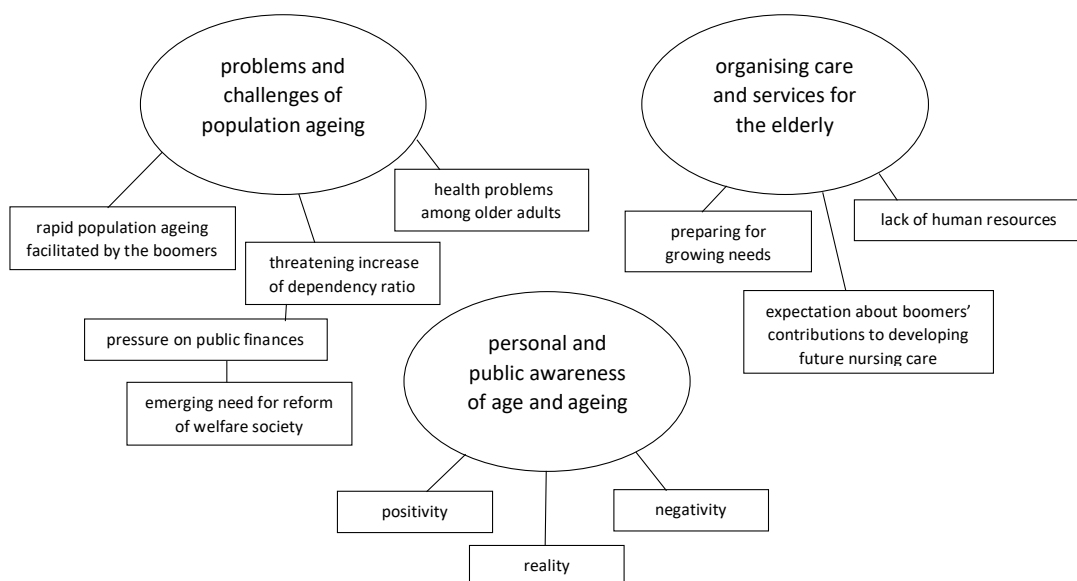 problems and
challenges of
population ageing
organising care
and services for
the elderly
health problems
among older adults
rapid population ageing
facilitated by the boomers
lack of human resources
preparing for
growing needs
threatening increase
of dependency ratio
pressure on public finances
expectation about boomers’
contributions to developing
future nursing care
emerging need for reform
of welfare society
personal and
public awareness
of age and ageing
positivity
negativity
reality